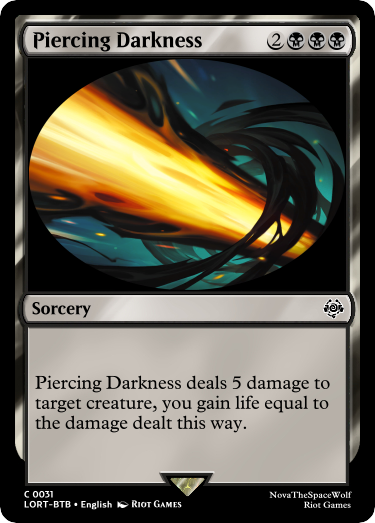 Piercing Darkness 2
Sorcery
Piercing Darkness deals 5 damage to
target creature, you gain life equal to
the damage dealt this way.
C 0031
LORT-BTB • English Riot Games
NovaTheSpaceWolf
Riot Games